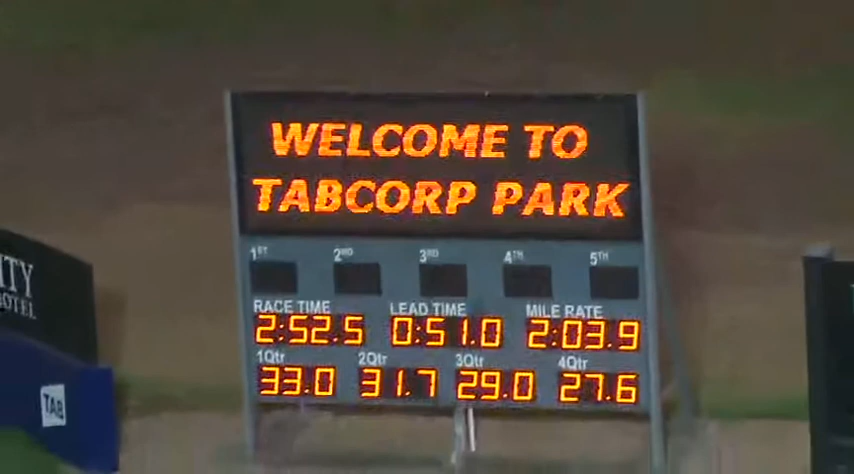 WELCOME TO
TABCORP PARK
1ST 2ND 3RD 4TH 5TH
RACE TIME LEAD TIME MILE RATE
2:52.5 0:51.0 2:03.9
1Qtr 2Qtr 3Qtr 4Qtr
33.0 31.7 29.0 27.6
ITY
HOTEL
TAB